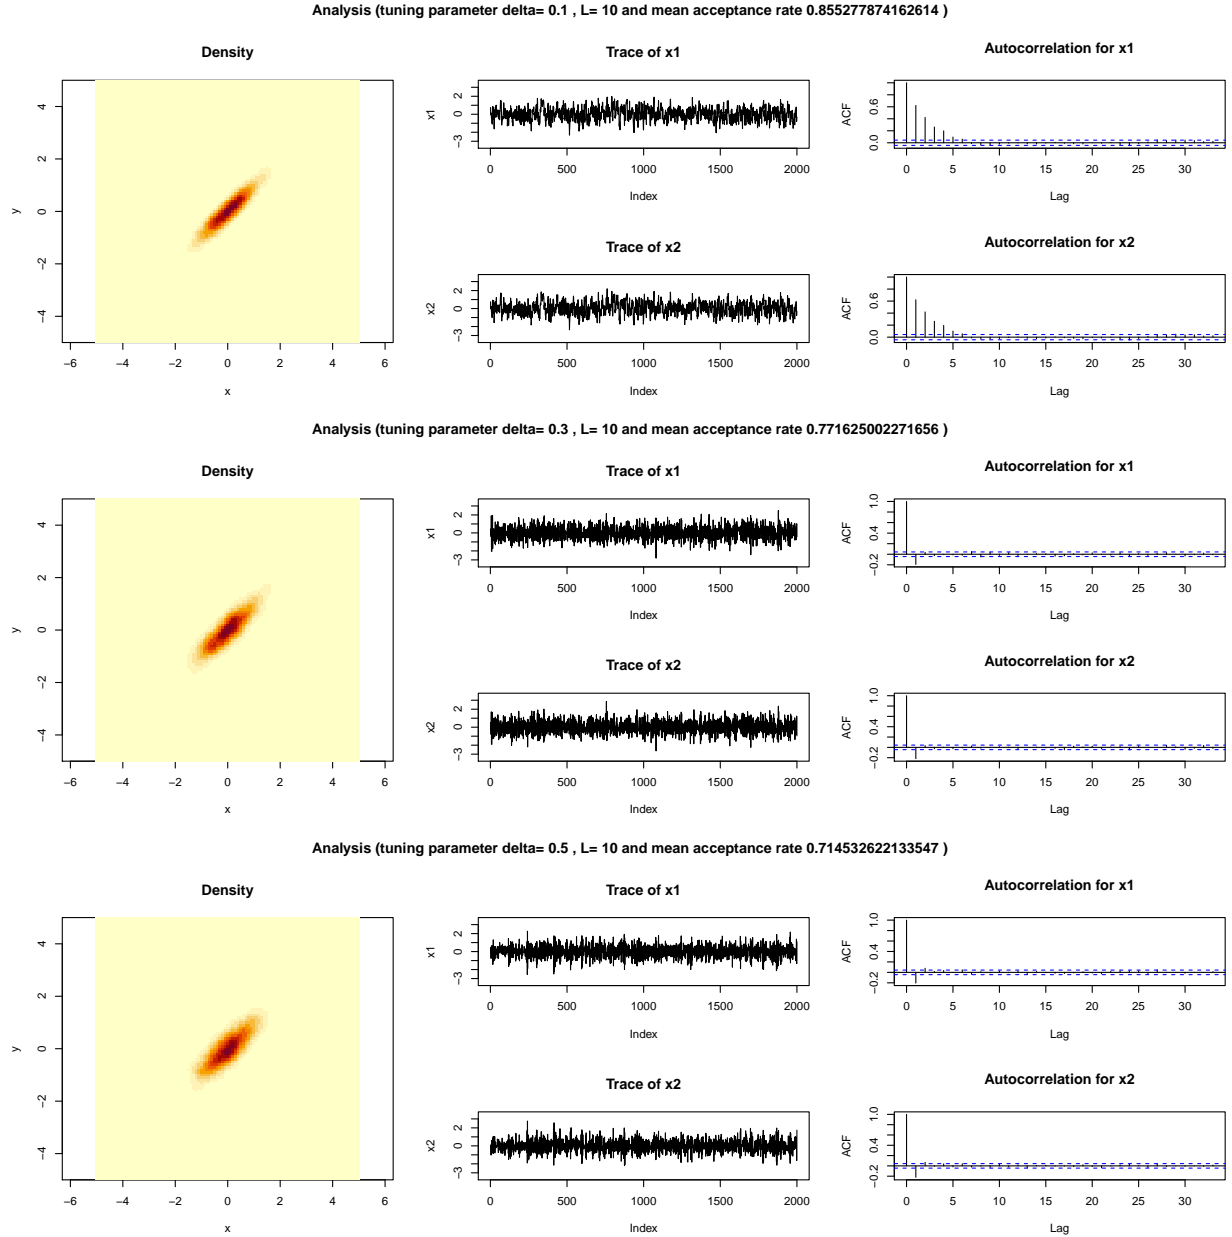 Analysis (tuning parameter delta= 0.1 , L= 10 and mean acceptance rate 0.855277874162614 )
Density
Trace of x1
Autocorrelation for x1
4
2
0
−2
−4
y
−6 −4 −2 0 2 4 6
x
2
0
−3
x1
0 500 1000 1500 2000
Index
0.6
0.0
ACF
0 5 10 15 20 25 30
Lag
Trace of x2
Autocorrelation for x2
2
0
−3
x2
0 500 1000 1500 2000
Index
0.6
0.0
ACF
0 5 10 15 20 25 30
Lag
Analysis (tuning parameter delta= 0.3 , L= 10 and mean acceptance rate 0.771625002271656 )
Density
Trace of x1
Autocorrelation for x1
4
2
0
−2
−4
y
−6 −4 −2 0 2 4 6
x
2
0
−3
x1
0 500 1000 1500 2000
Index
1.0
0.4
−0.2
ACF
0 5 10 15 20 25 30
Lag
Trace of x2
Autocorrelation for x2
2
0
−3
x2
0 500 1000 1500 2000
Index
1.0
0.4
−0.2
ACF
0 5 10 15 20 25 30
Lag
Analysis (tuning parameter delta= 0.5 , L= 10 and mean acceptance rate 0.714532622133547 )
Density
Trace of x1
Autocorrelation for x1
4
2
0
−2
−4
y
−6 −4 −2 0 2 4 6
x
2
0
−3
x1
0 500 1000 1500 2000
Index
1.0
0.4
−0.2
ACF
0 5 10 15 20 25 30
Lag
Trace of x2
Autocorrelation for x2
2
0
−3
x2
0 500 1000 1500 2000
Index
1.0
0.4
−0.2
ACF
0 5 10 15 20 25 30
Lag